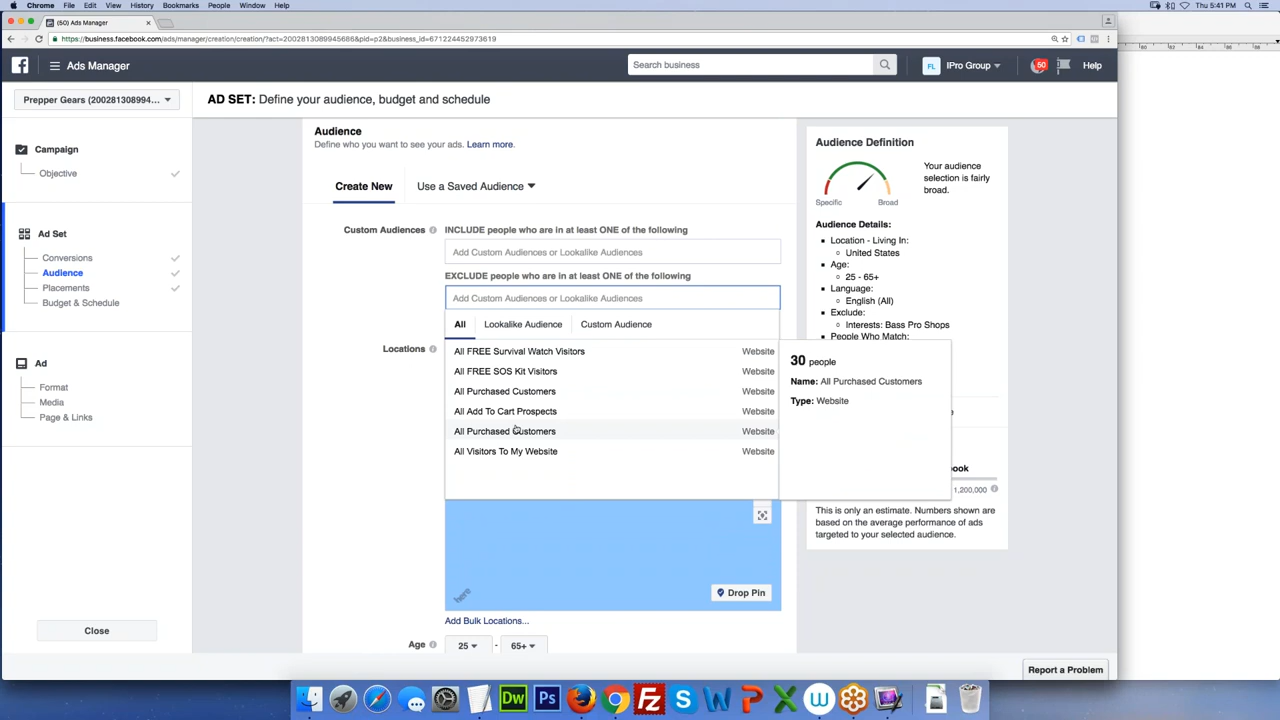 Chrome File Edit View History Bookmarks People Window Help
Thu 5:41 PM
(50) Ads Manager
https://business.facebook.com/ads/manager/creation/creation/?act=2002813089945686&pid=p2&business_id=671224452973619
Ads Manager
Search business
FL IPro Group
50
Help
Prepper Gears (200281308994...
AD SET: Define your audience, budget and schedule
Campaign
Objective
Ad Set
Conversions
Audience
Placements
Budget & Schedule
Ad
Format
Media
Page & Links
Close
Audience
Define who you want to see your ads. Learn more.
Create New
Use a Saved Audience
Custom Audiences
INCLUDE people who are in at least ONE of the following
Add Custom Audiences or Lookalike Audiences
EXCLUDE people who are in at least ONE of the following
Add Custom Audiences or Lookalike Audiences
All Lookalike Audience Custom Audience
Locations
All FREE Survival Watch Visitors Website
All FREE SOS Kit Visitors Website
All Purchased Customers Website
All Add To Cart Prospects Website
All Purchased Customers Website
All Visitors To My Website Website
30 people
Name: All Purchased Customers
Type: Website
here
Drop Pin
Add Bulk Locations...
Age 25 - 65+
Audience Definition
Your audience
selection is fairly
broad.
Specific Broad
Audience Details:
Location - Living In:
United States
Age:
25 - 65+
Language:
English (All)
Exclude:
Interests: Bass Pro Shops
People Who Match:
ook
1,200,000
This is only an estimate. Numbers shown are
based on the average performance of ads
targeted to your selected audience.
Report a Problem
Dw Ps Fz S W P X W